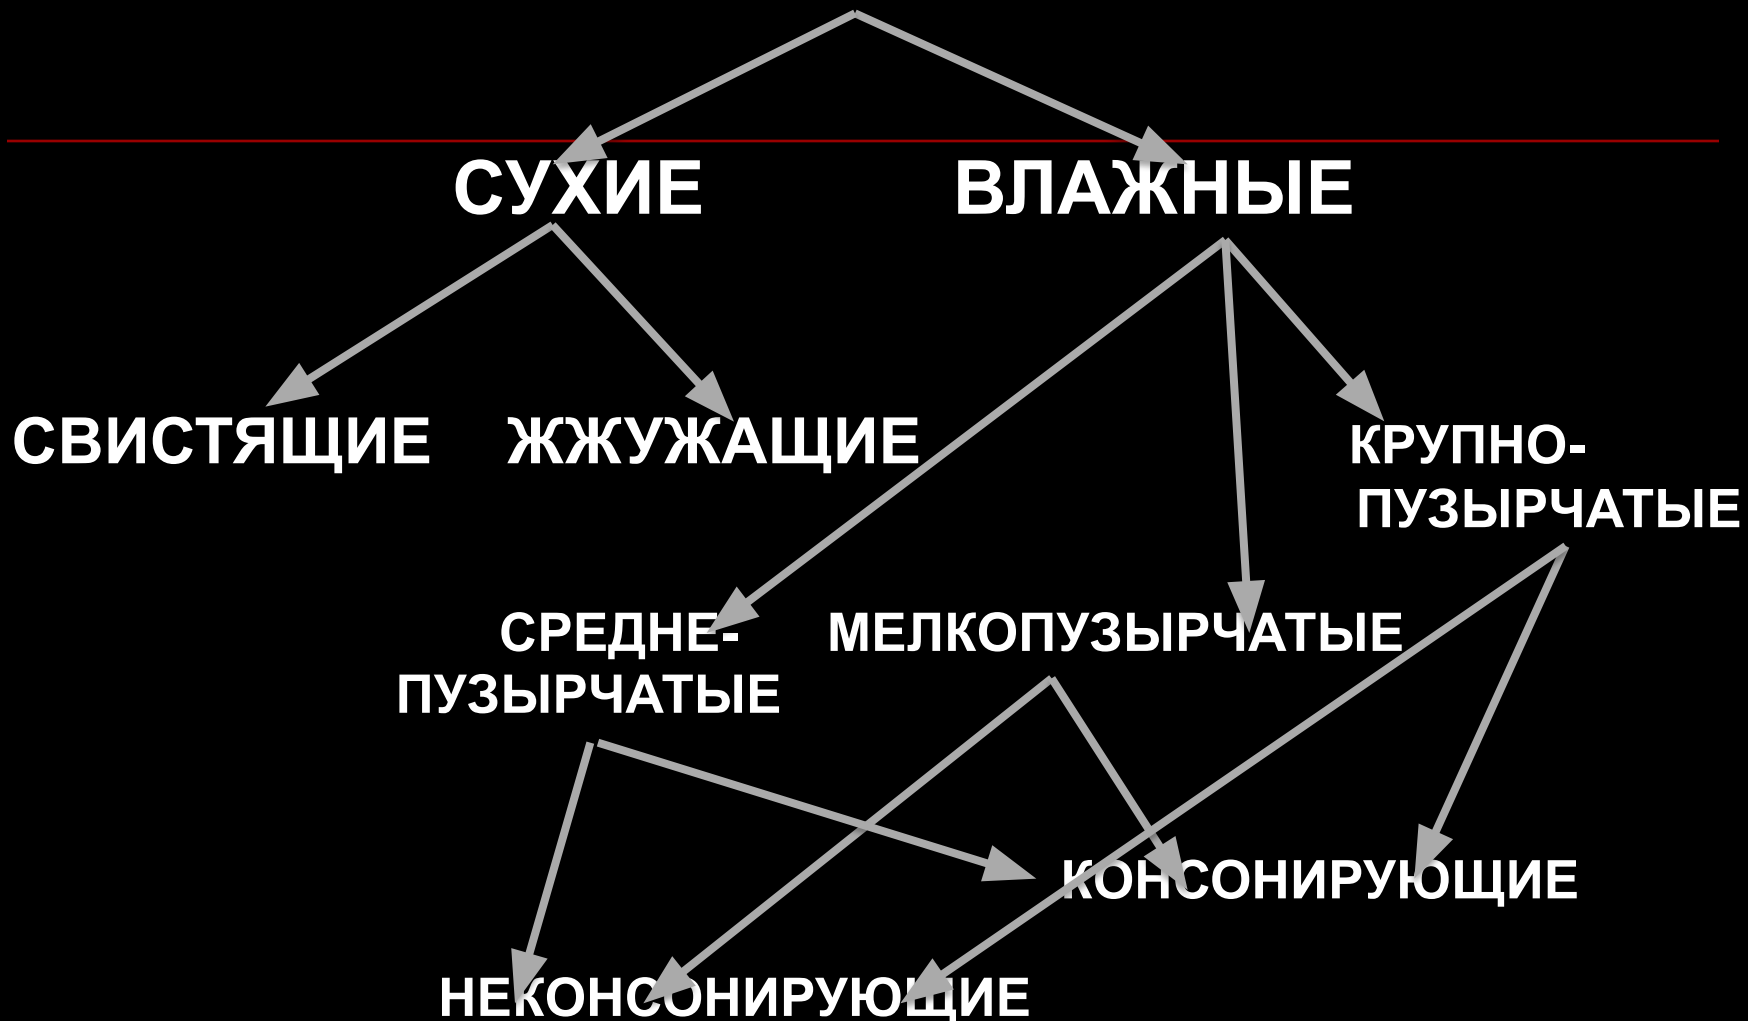 СУХИЕ ВЛАЖНЫЕ
СВИСТЯЩИЕ ЖЖУЖАЩИЕ
КРУПНО-
ПУЗЫРЧАТЫЕ
СРЕДНЕ-
ПУЗЫРЧАТЫЕ
МЕЛКОПУЗЫРЧАТЫЕ
КОНСОНИРУЮЩИЕ
НЕКОНСОНИРУЮЩИЕ